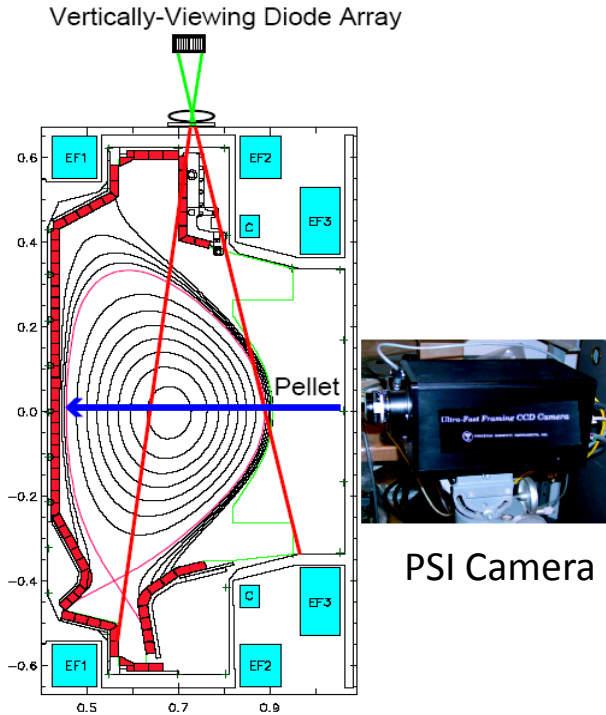 Vertically-Viewing Diode Array
0.6
EF1
EF2
EF3
C
0.4
0.2
Pellet
0.0
Ultra-Fast Framing CCD Camera
-0.2
PSI Camera
-0.4
C
EF3
-0.6
EF1
EF2
0.5
0.7
0.9